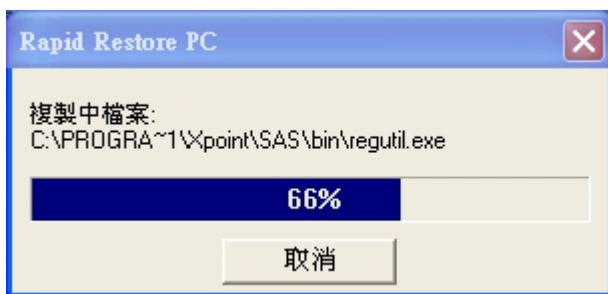 Rapid Restore PC
複製中檔案:
C:\PROGRA~1\Xpoint\SAS\bin\regutil.exe
66%
取消